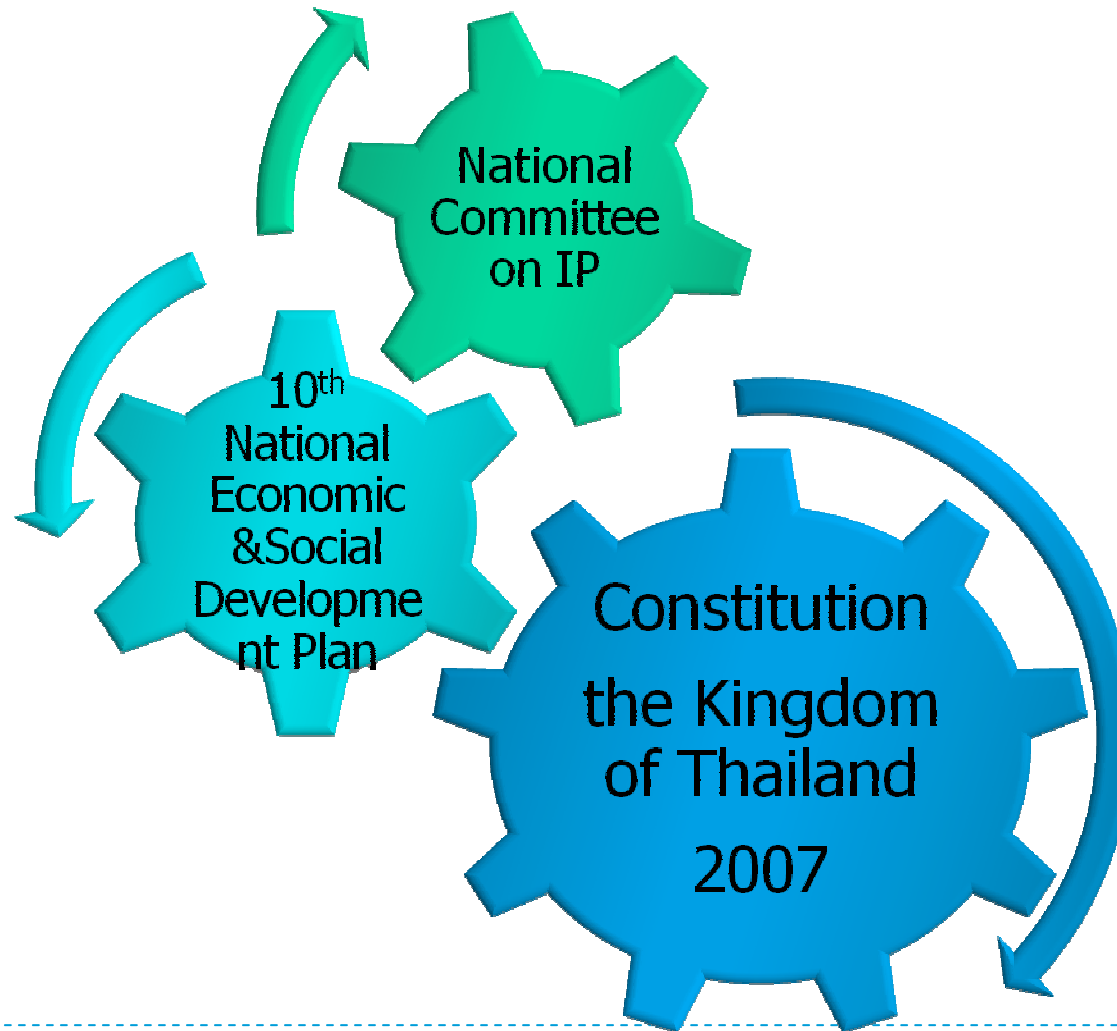 National
Committee
on IP
10th
National
Economic
&Social
Developme
nt Plan
Constitution
the Kingdom
of Thailand
2007